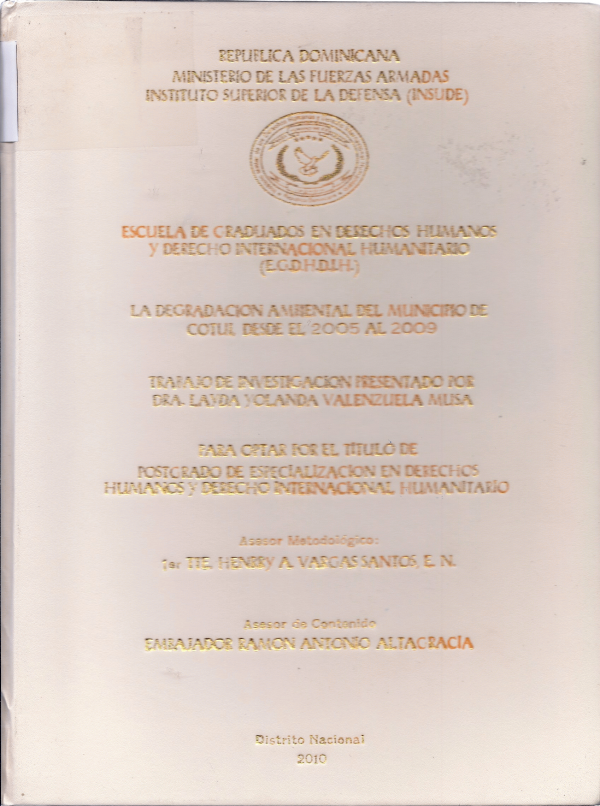 REPUBLICA DOMINICANA
MINISTERIO DE LAS FUERZAS ARMADAS
INSTITUTO SUPERIOR DE LA DEFENSA (INSUDE)
ESCUELA DE GRADUADOS EN DERECHOS HUMANOS
Y DERECHO INTERNACIONAL HUMANITARIO
(E.G.D.H.D.I.H.)
LA DEGRADACION AMBIENTAL DEL MUNICIPIO DE
COTUI, DESDE EL 2005 AL 2009
TRABAJO DE INVESTIGACION PRESENTADO POR
DRA. LAYDA YOLANDA VALENZUELA MUSA
PARA OPTAR POR EL TÍTULO DE
POSTGRADO DE ESPECIALIZACION EN DERECHOS
HUMANOS Y DERECHO INTERNACIONAL HUMANITARIO
Asesor Metodológico:
1er TTE. HENRRY A. VARGAS SANTOS, E. N.
Asesor de Contenido
EMBAJADOR RAMON ANTONIO ALTAGRACIA
Distrito Nacional
2010